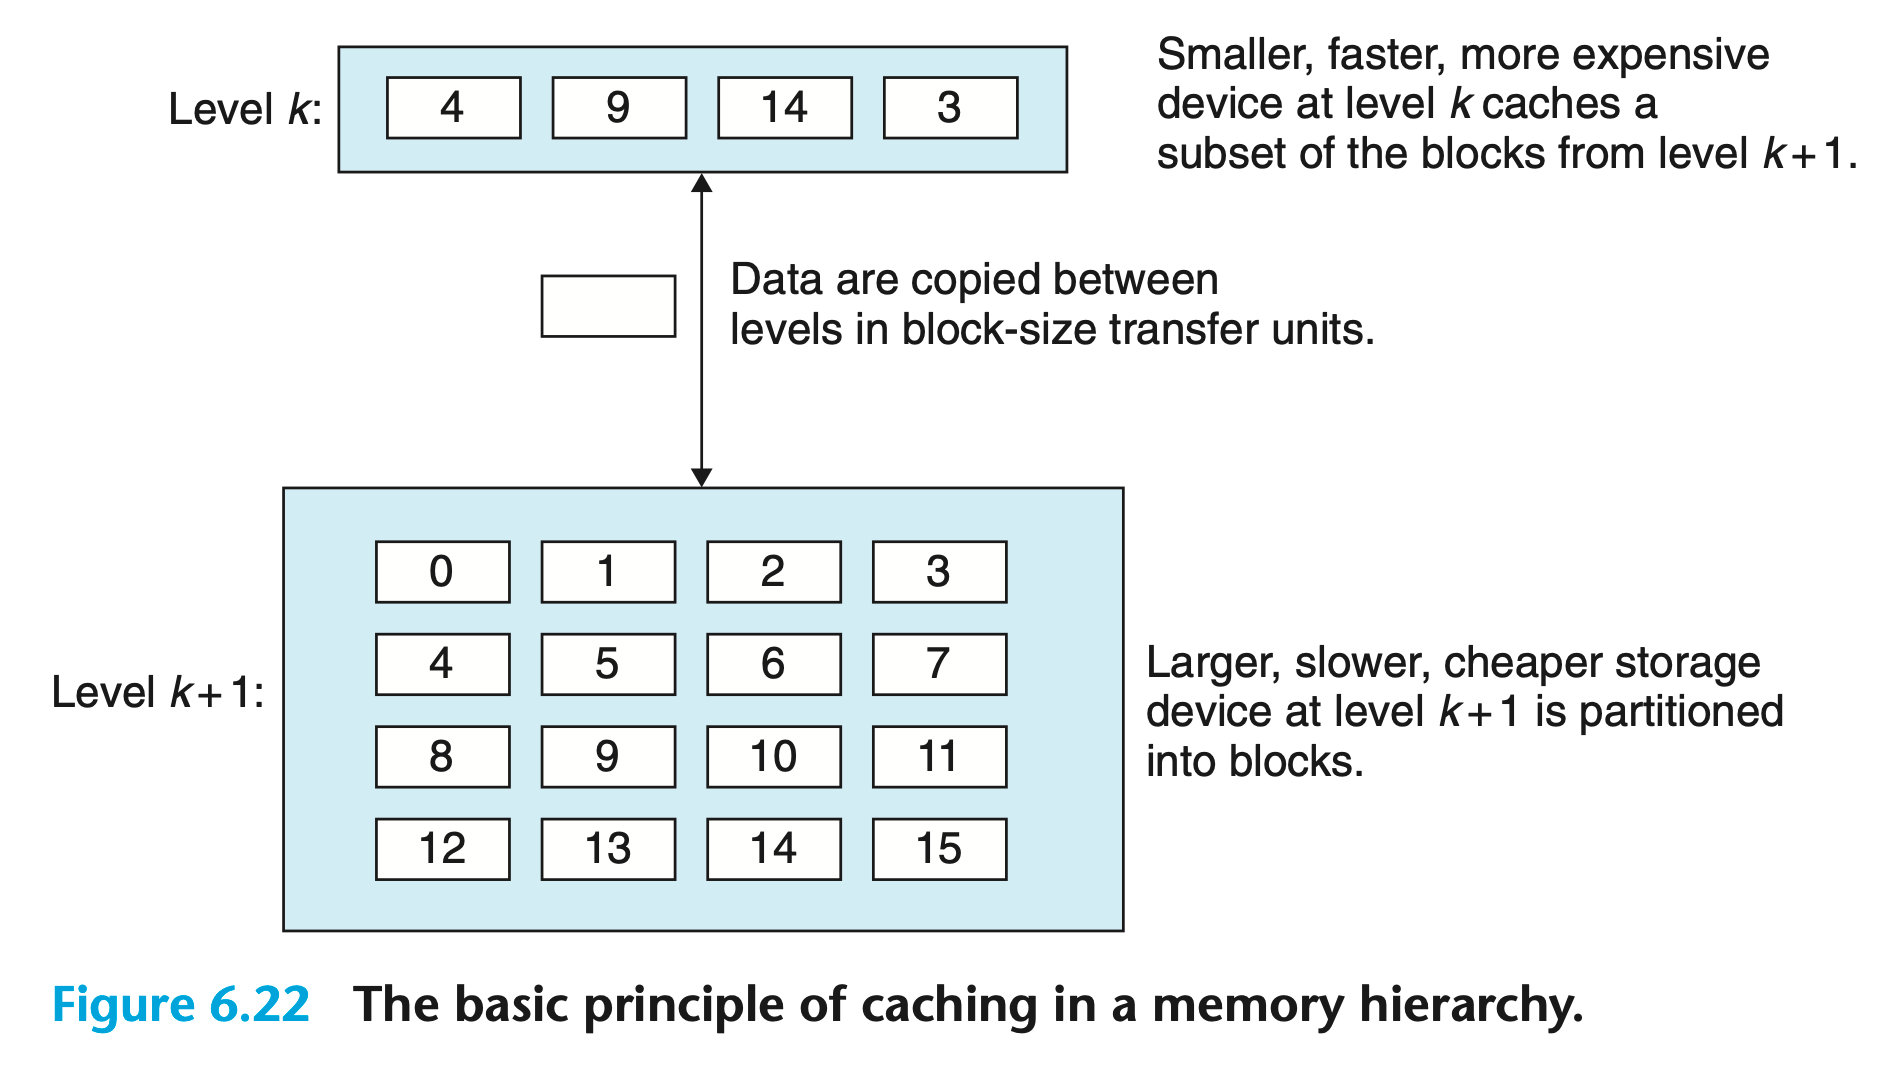 Level k:
4 9 14 3
Smaller, faster, more expensive
device at level k caches a
subset of the blocks from level k+1.
Data are copied between
levels in block-size transfer units.
Level k+1:
0 1 2 3
4 5 6 7
8 9 10 11
12 13 14 15
Larger, slower, cheaper storage
device at level k+1 is partitioned
into blocks.
Figure 6.22 The basic principle of caching in a memory hierarchy.